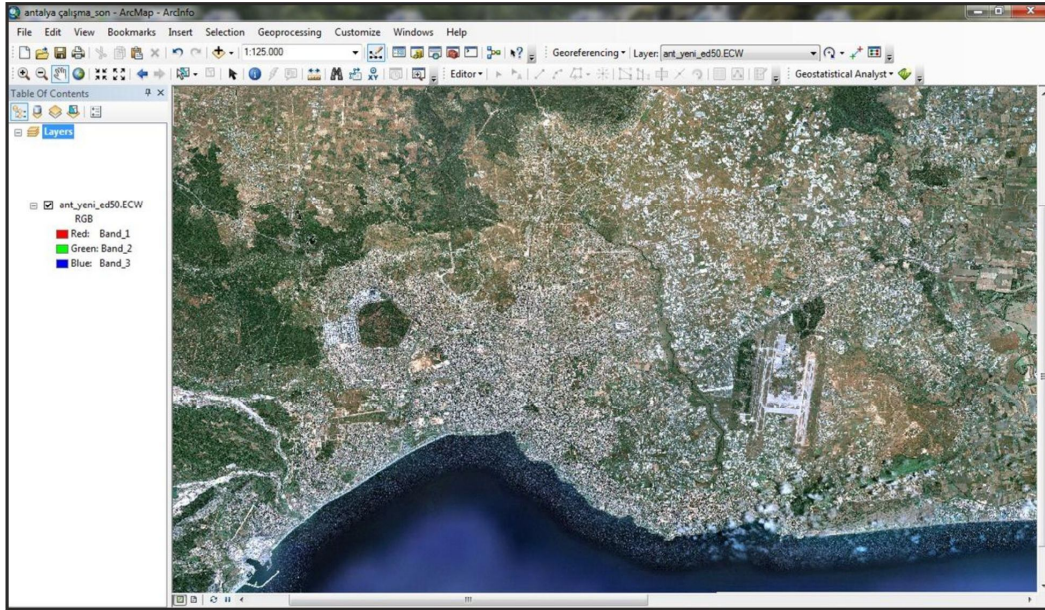 antalya çalışma_son - ArcMap - ArcInfo
File Edit View Bookmarks Insert Selection Geoprocessing Customize Windows Help
1:125.000 Georeferencing Layer: ant_yeni_ed50.ECW
Editor Geostatistical Analyst
Table Of Contents
Layers
ant_yeni_ed50.ECW
RGB
Red: Band_1
Green: Band_2
Blue: Band_3